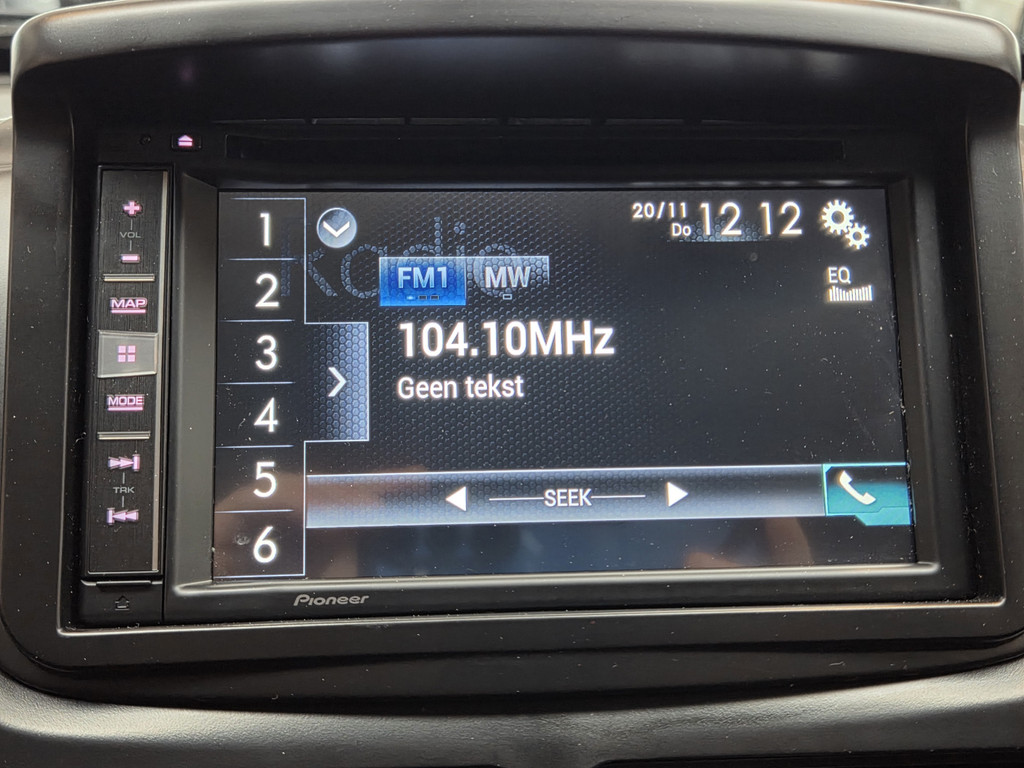 VOL
MAP
MODE
TRK
1
2
3
4
5
6
Radio
20/11
Do
12 12
FM1 MW
EQ
104.10MHz
Geen tekst
SEEK
Pioneer